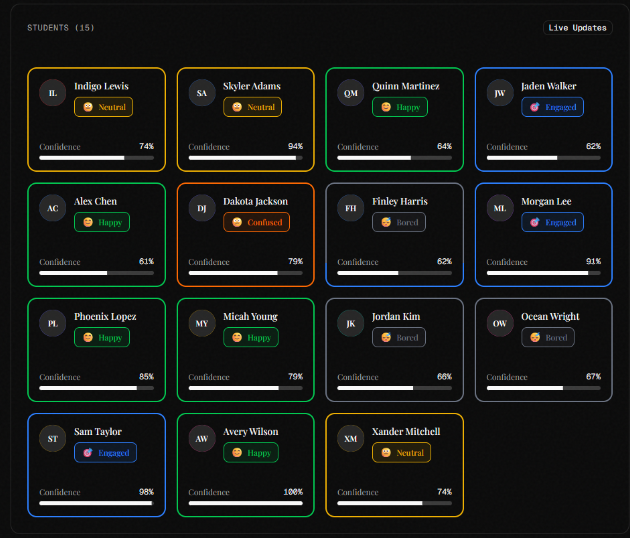 STUDENTS (15)
Live Updates
IL
Indigo Lewis
Neutral
Confidence 74%
SA
Skyler Adams
Neutral
Confidence 94%
QM
Quinn Martinez
Happy
Confidence 64%
JW
Jaden Walker
Engaged
Confidence 62%
AC
Alex Chen
Happy
Confidence 61%
DJ
Dakota Jackson
Confused
Confidence 79%
FH
Finley Harris
Bored
Confidence 62%
ML
Morgan Lee
Engaged
Confidence 91%
PL
Phoenix Lopez
Happy
Confidence 85%
MY
Micah Young
Happy
Confidence 79%
JK
Jordan Kim
Bored
Confidence 66%
OW
Ocean Wright
Bored
Confidence 67%
ST
Sam Taylor
Engaged
Confidence 98%
AW
Avery Wilson
Happy
Confidence 100%
XM
Xander Mitchell
Neutral
Confidence 74%